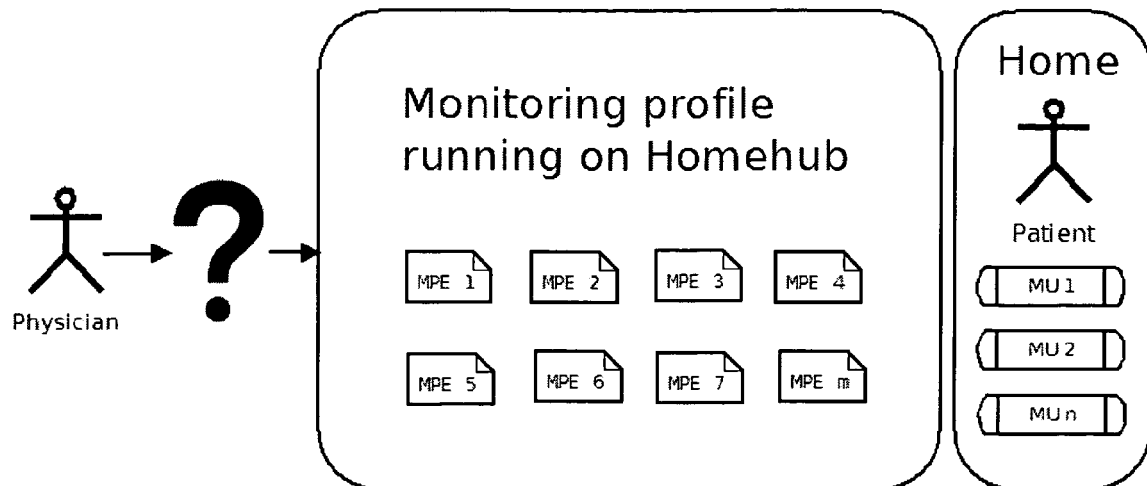 Physician
?
Monitoring profile
running on Homehub
MPE 1 MPE 2 MPE 3 MPE 4
MPE 5 MPE 6 MPE 7 MPE m
Home
Patient
MU1
MU2
MUn